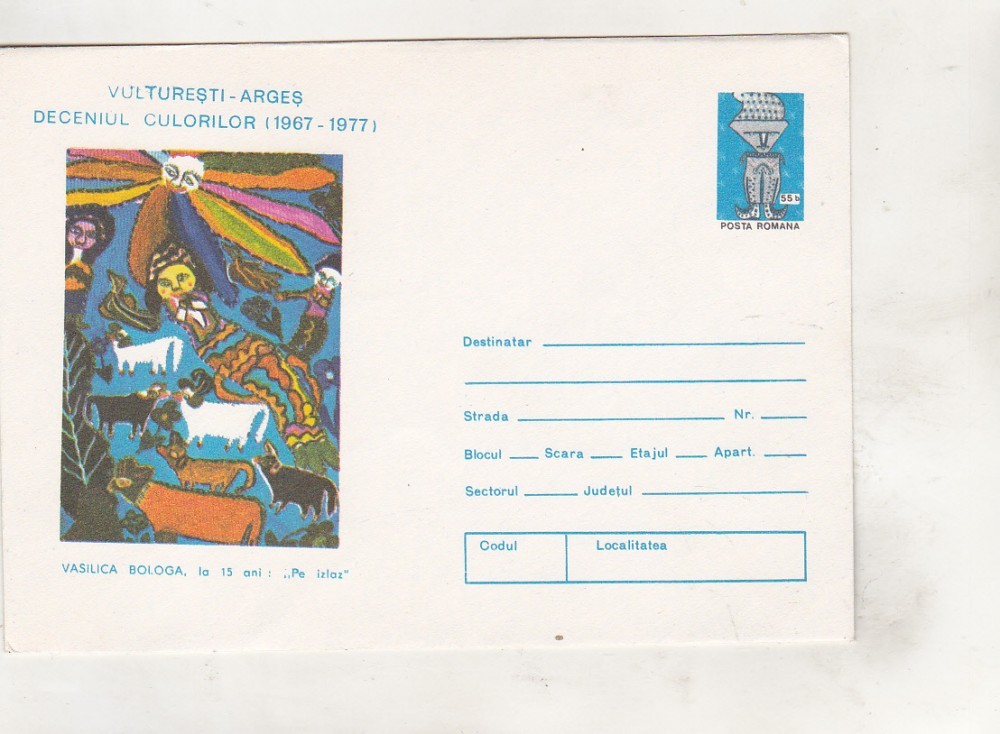 VULTUREȘTI - ARGEȘ
DECENIUL CULORILOR (1967 - 1977)
55 b
POSTA ROMANA
Destinatar
Strada Nr.
Blocul Scara Etajul Apart.
Sectorul Județul
Codul Localitatea
VASILICA BOLOGA, la 15 ani : ,,Pe izlaz"